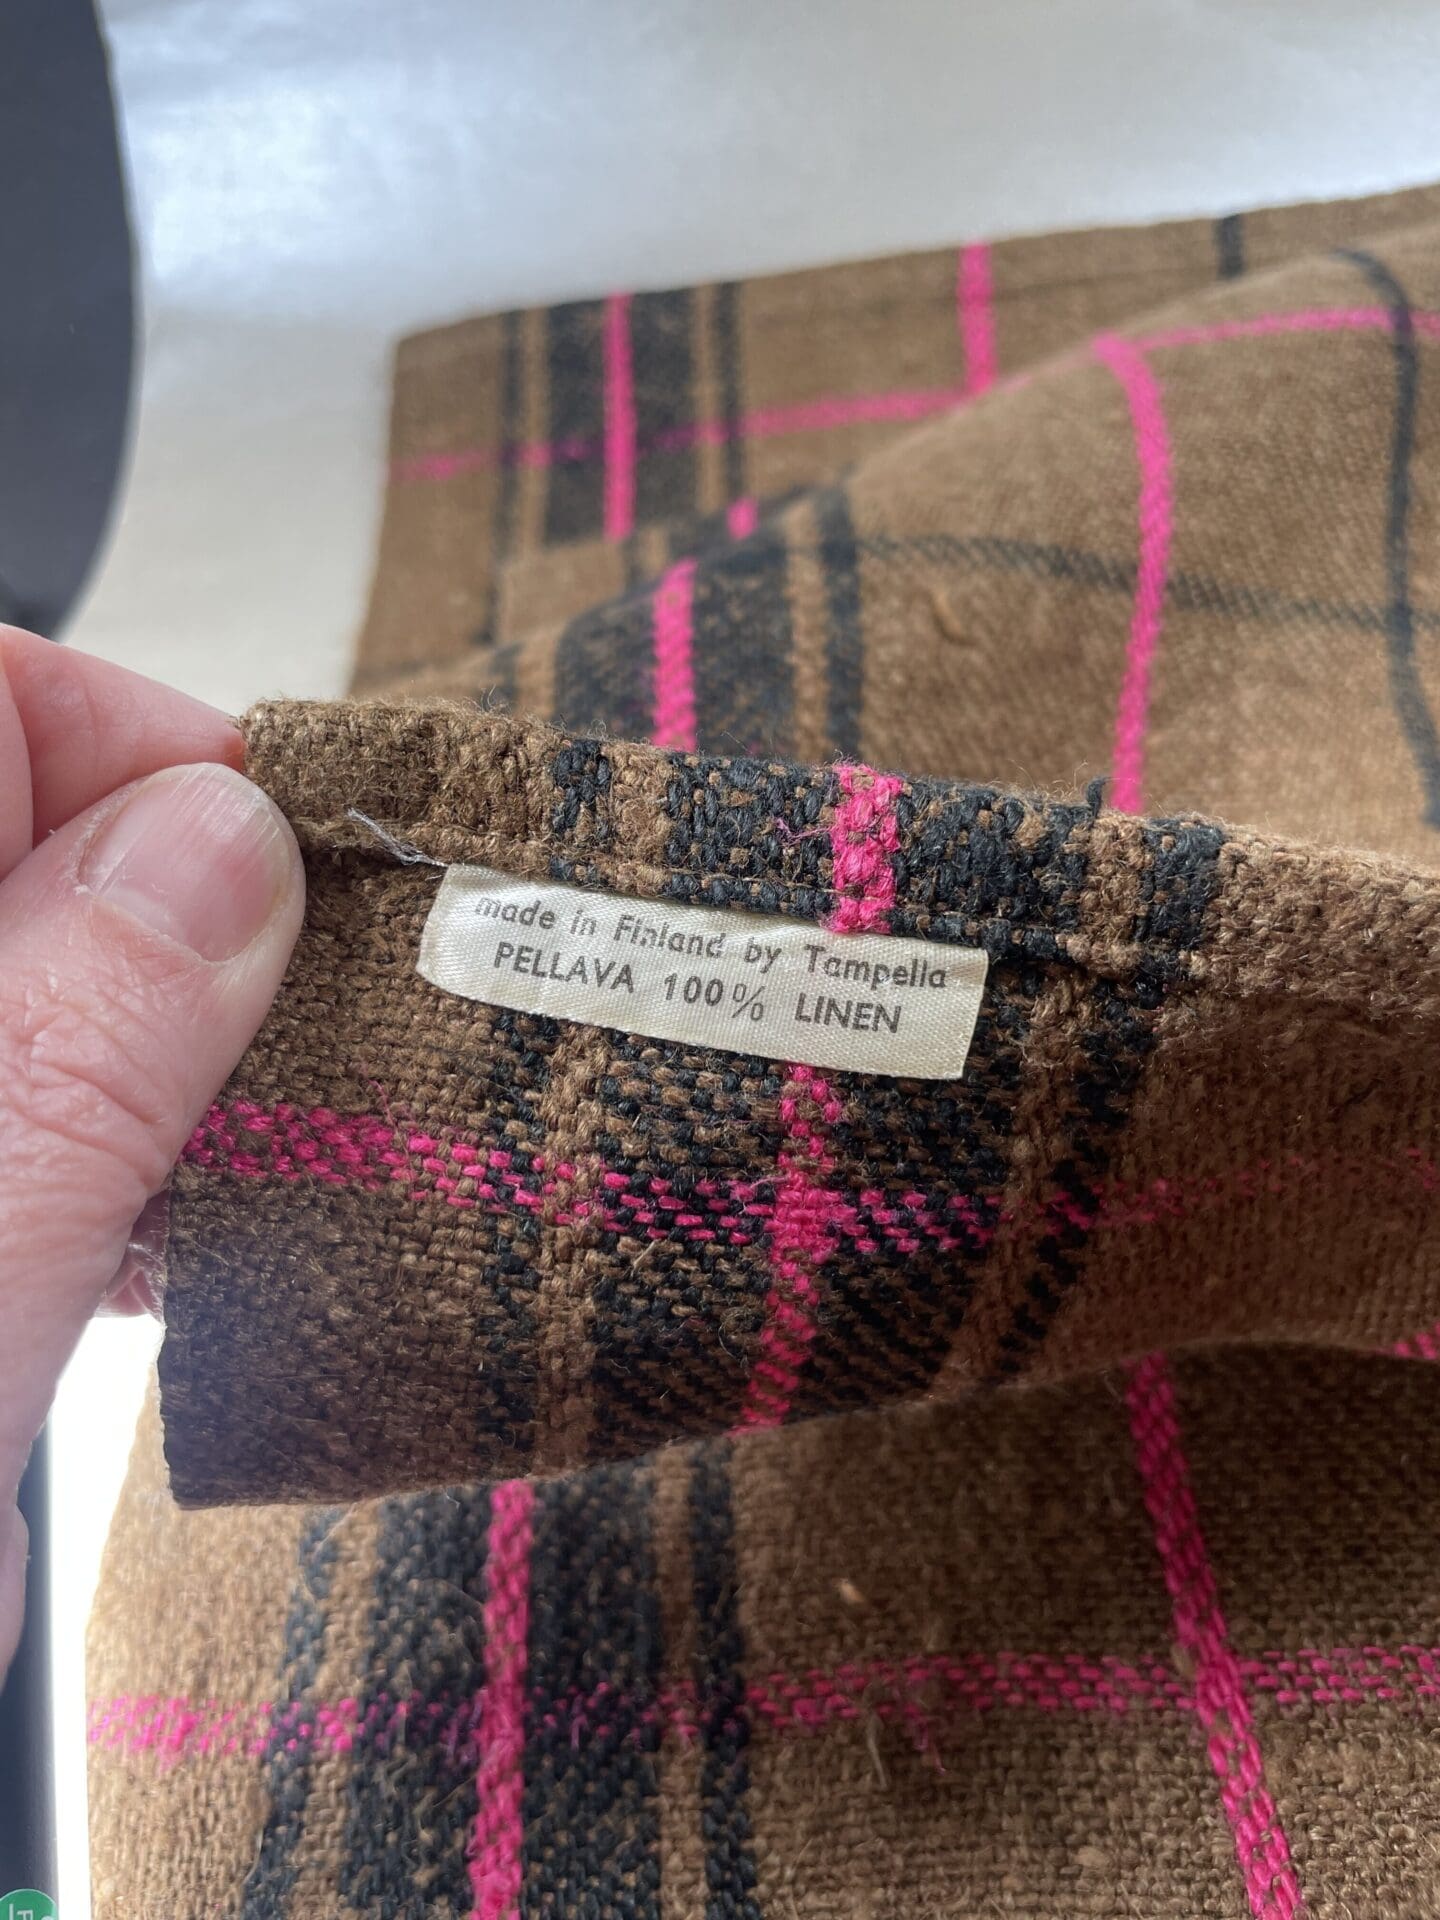 made in Finland by Tampella
PELLAVA 100% LINEN